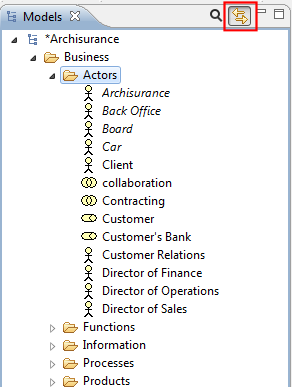 Models
*Archisurance
Business
Actors
Archisurance
Back Office
Board
Car
Client
collaboration
Contracting
Customer
Customer's Bank
Customer Relations
Director of Finance
Director of Operations
Director of Sales
Functions
Information
Processes
Products